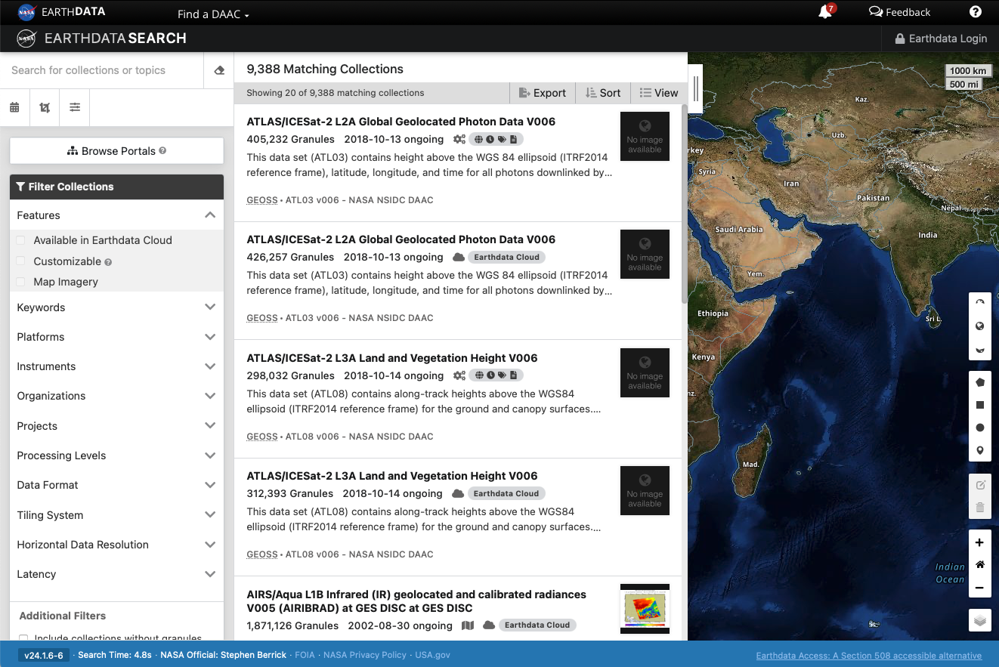 EARTHDATA
Find a DAAC
7
Feedback
EARTHDATA SEARCH
Earthdata Login
Search for collections or topics
Browse Portals
Filter Collections
Features
Available in Earthdata Cloud
Customizable
Map Imagery
Keywords
Platforms
Instruments
Organizations
Projects
Processing Levels
Data Format
Tiling System
Horizontal Data Resolution
Latency
Additional Filters
Include collections without granules
9,388 Matching Collections
Showing 20 of 9,388 matching collections
Export
Sort
View
ATLAS/ICESat-2 L2A Global Geolocated Photon Data V006
405,232 Granules 2018-10-13 ongoing
This data set (ATL03) contains height above the WGS 84 ellipsoid (ITRF2014
reference frame), latitude, longitude, and time for all photons downlinked by...
GEOSS • ATL03 v006 - NASA NSIDC DAAC
No image
available
ATLAS/ICESat-2 L2A Global Geolocated Photon Data V006
426,257 Granules 2018-10-13 ongoing Earthdata Cloud
This data set (ATL03) contains height above the WGS 84 ellipsoid (ITRF2014
reference frame), latitude, longitude, and time for all photons downlinked by...
GEOSS • ATL03 v006 - NASA NSIDC DAAC
No image
available
ATLAS/ICESat-2 L3A Land and Vegetation Height V006
298,032 Granules 2018-10-14 ongoing
This data set (ATL08) contains along-track heights above the WGS84
ellipsoid (ITRF2014 reference frame) for the ground and canopy surfaces....
GEOSS • ATL08 v006 - NASA NSIDC DAAC
No image
available
ATLAS/ICESat-2 L3A Land and Vegetation Height V006
312,393 Granules 2018-10-14 ongoing Earthdata Cloud
This data set (ATL08) contains along-track heights above the WGS84
ellipsoid (ITRF2014 reference frame) for the ground and canopy surfaces....
GEOSS • ATL08 v006 - NASA NSIDC DAAC
No image
available
AIRS/Aqua L1B Infrared (IR) geolocated and calibrated radiances
V005 (AIRIBRAD) at GES DISC at GES DISC
1,871,126 Granules 2002-08-30 ongoing Earthdata Cloud
1000 km
500 mi
Kaz.
Uzb.
rkey
Syria
Iran
Pakistan
Nepal
Saudi Arabia
India
Yem.
Ethiopia
Sri L.
Kenya
nz.
Mad.
Indian
Ocean
v24.1.6-6 · Search Time: 4.8s · NASA Official: Stephen Berrick · FOIA · NASA Privacy Policy · USA.gov
Earthdata Access: A Section 508 accessible alternative